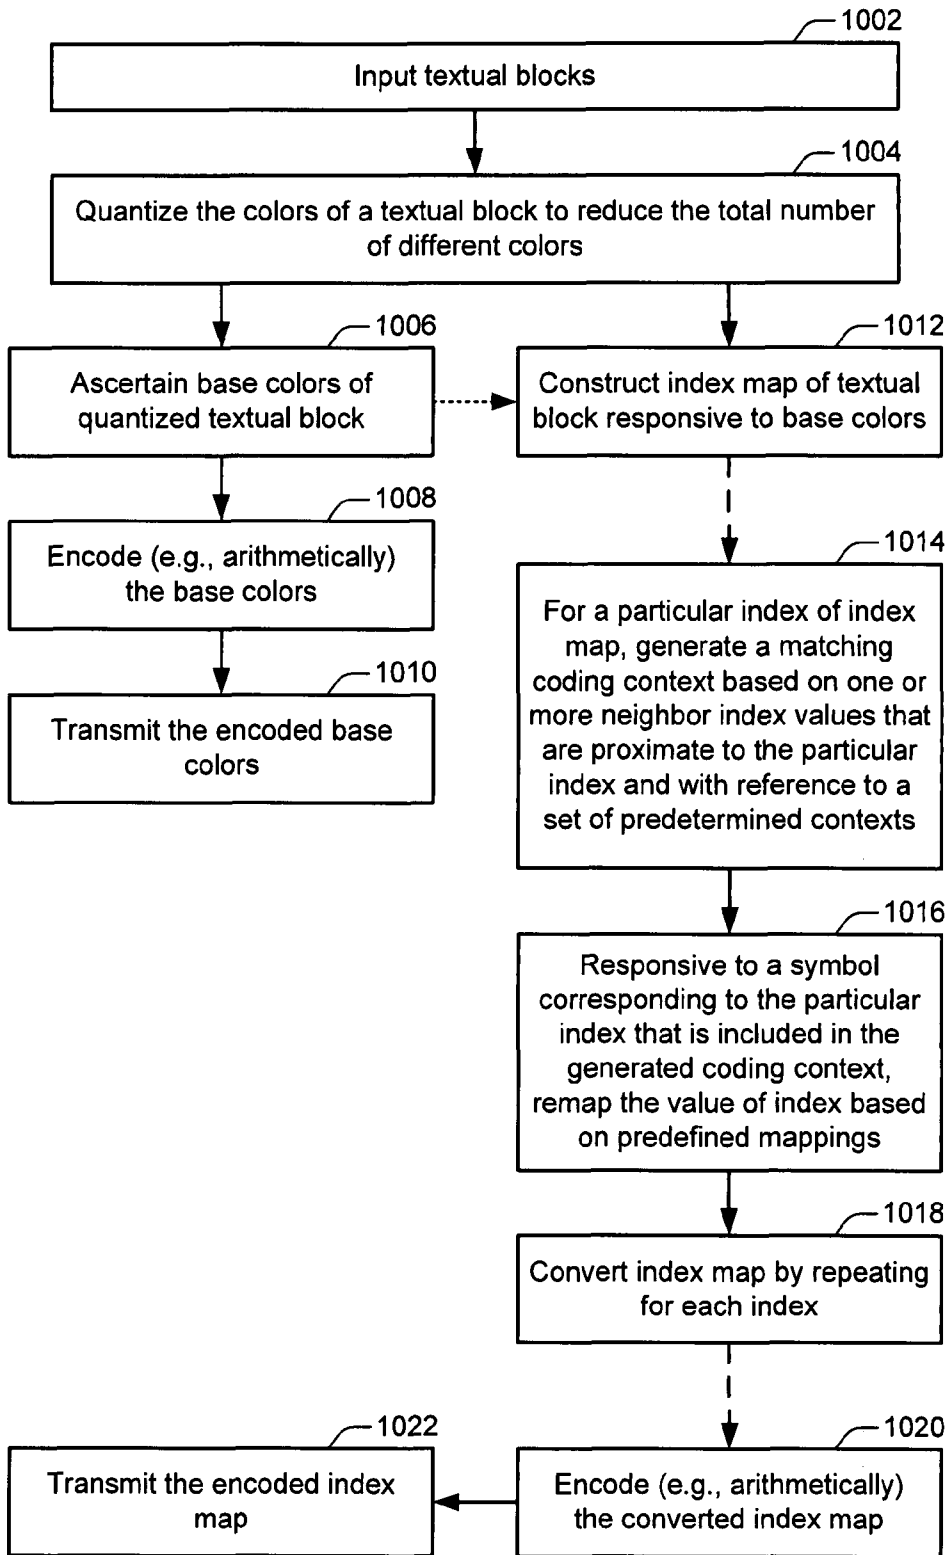 1002
Input textual blocks
1004
Quantize the colors of a textual block to reduce the total number
of different colors
1006
Ascertain base colors of
quantized textual block
1012
Construct index map of textual
block responsive to base colors
1008
Encode (e.g., arithmetically)
the base colors
1010
Transmit the encoded base
colors
1014
For a particular index of index
map, generate a matching
coding context based on one or
more neighbor index values that
are proximate to the particular
index and with reference to a
set of predetermined contexts
1016
Responsive to a symbol
corresponding to the particular
index that is included in the
generated coding context,
remap the value of index based
on predefined mappings
1018
Convert index map by repeating
for each index
1020
Encode (e.g., arithmetically)
the converted index map
1022
Transmit the encoded index
map